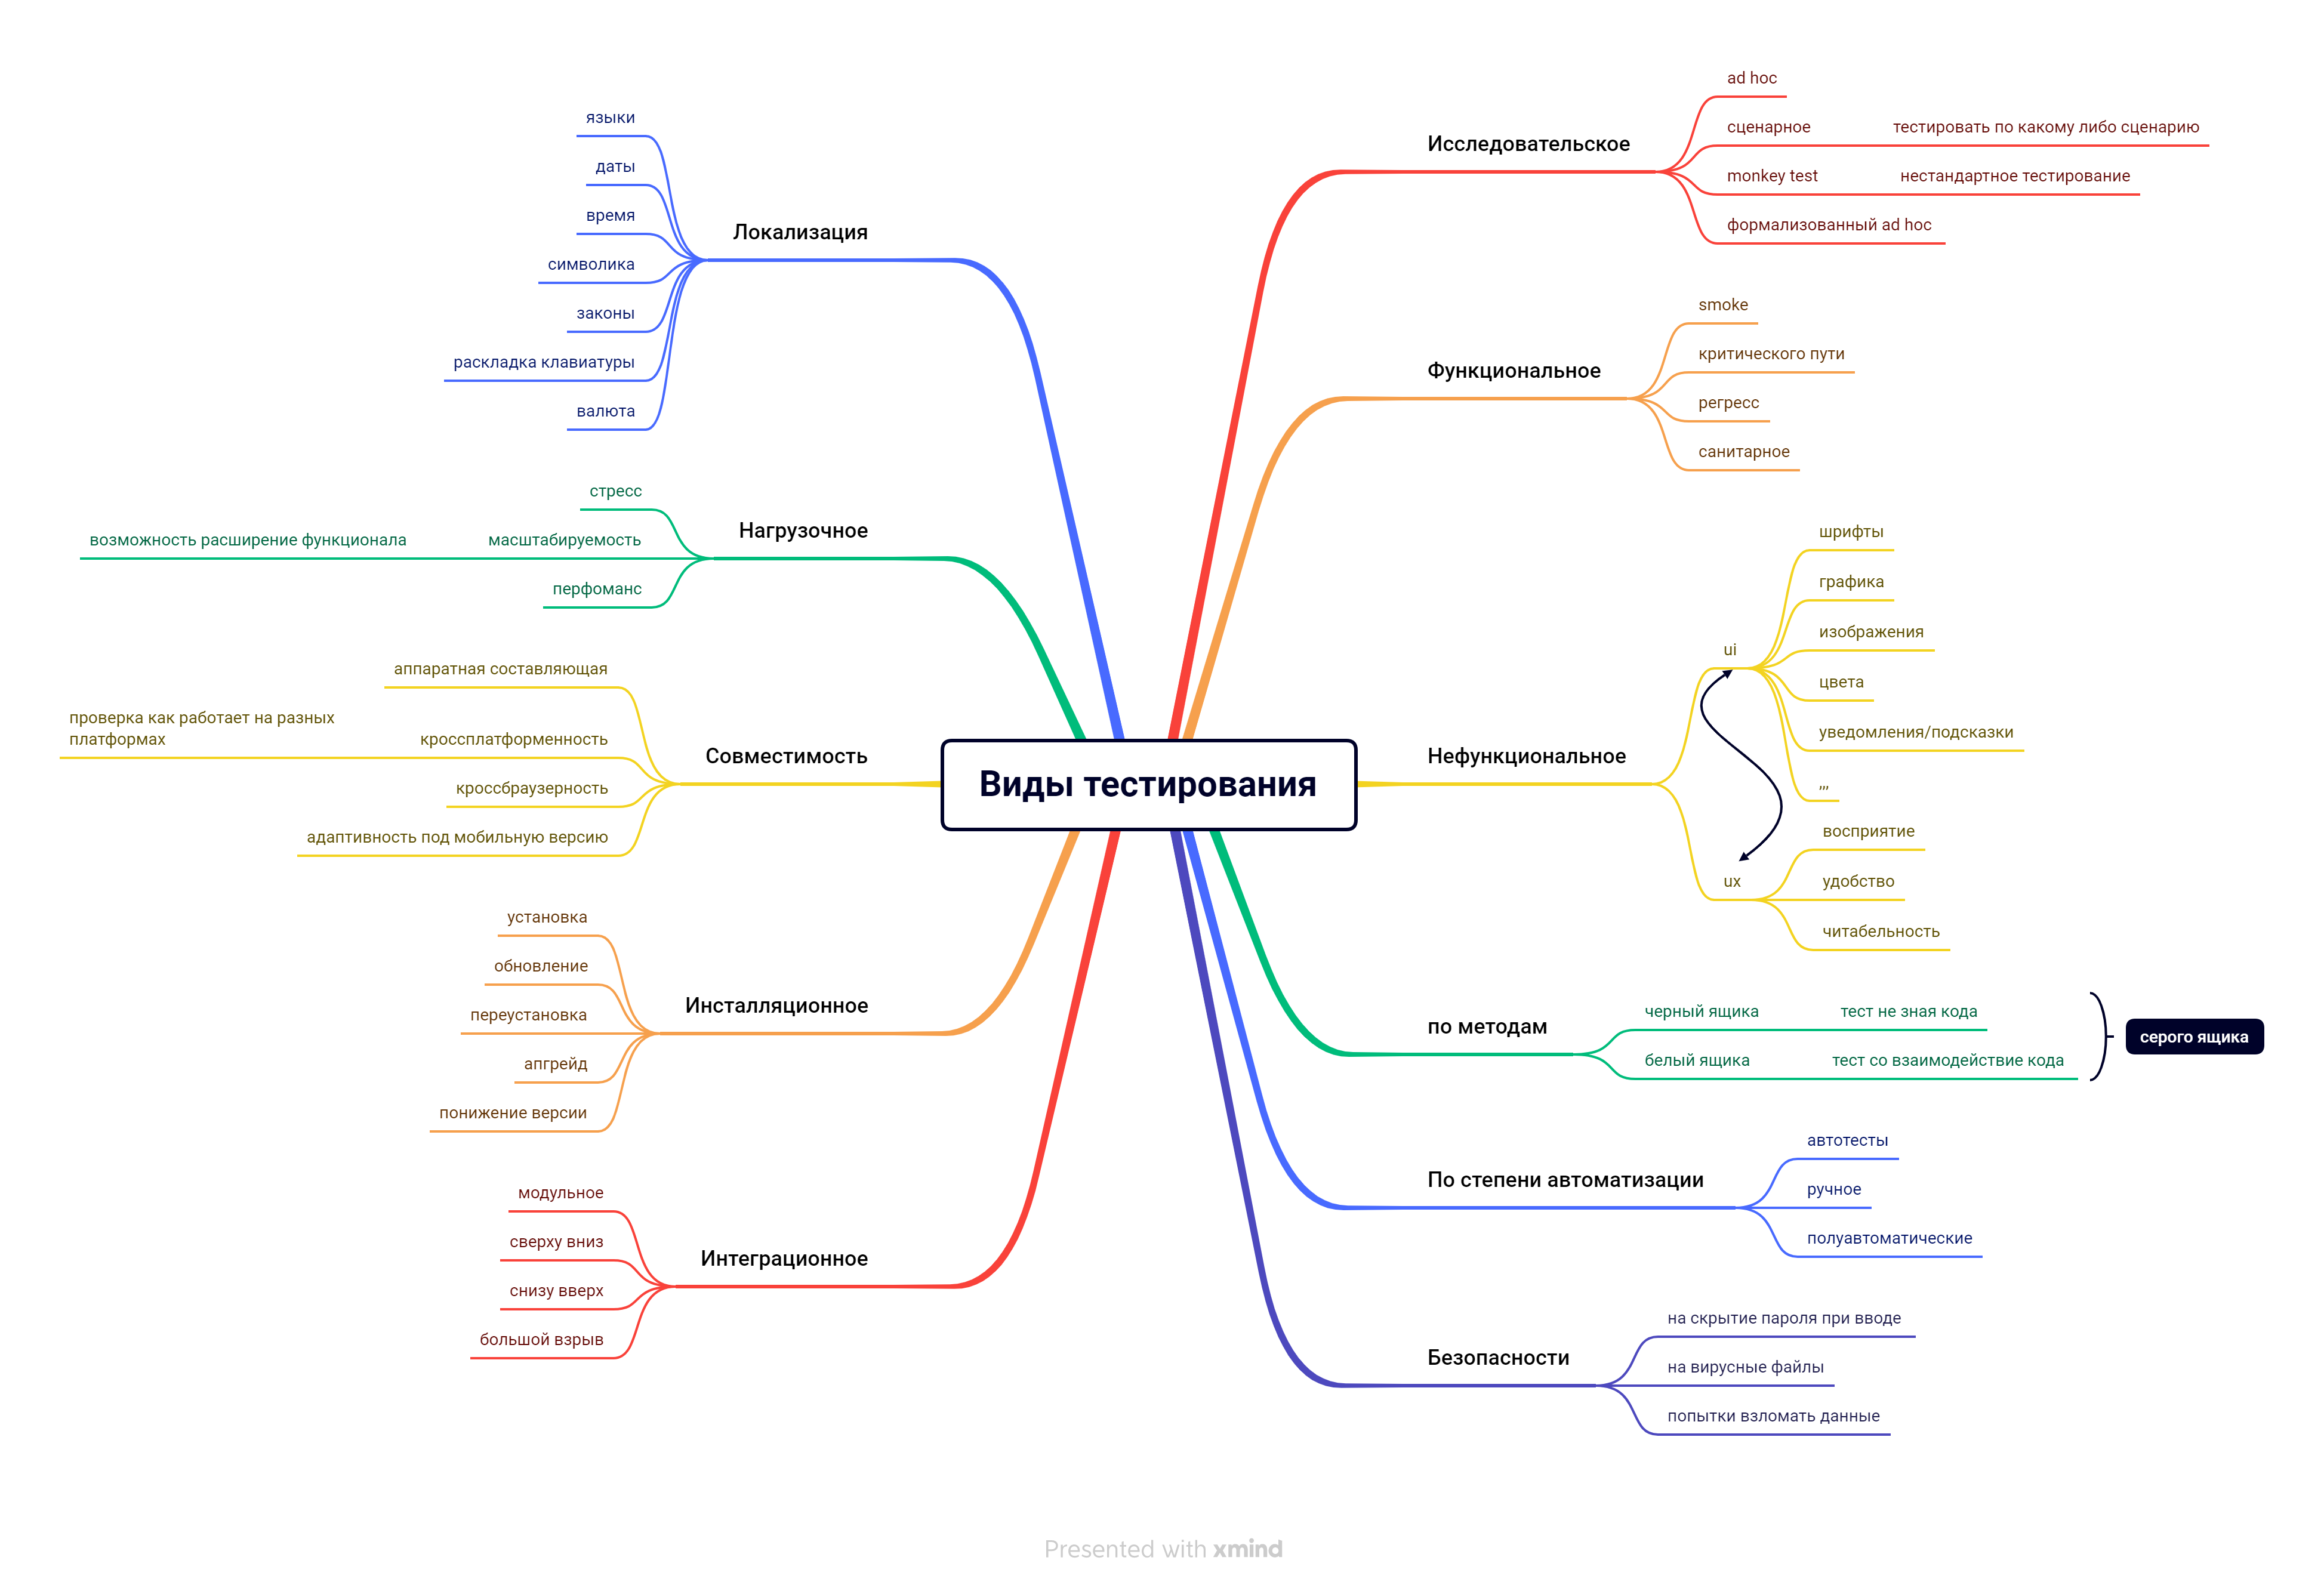 Виды тестирования
Исследовательское
ad hoc
сценарное
тестировать по какому либо сценарию
monkey test
нестандартное тестирование
формализованный ad hoc
Функциональное
smoke
критического пути
регресс
санитарное
Нефункциональное
ui
шрифты
графика
изображения
цвета
уведомления/подсказки
,,,
ux
восприятие
удобство
читабельность
по методам
черный ящика
тест не зная кода
белый ящика
тест со взаимодействие кода
серого ящика
По степени автоматизации
автотесты
ручное
полуавтоматические
Безопасности
на скрытие пароля при вводе
на вирусные файлы
попытки взломать данные
Локализация
языки
даты
время
символика
законы
раскладка клавиатуры
валюта
Нагрузочное
стресс
масштабируемость
возможность расширение функционала
перфоманс
Совместимость
аппаратная составляющая
кроссплатформенность
проверка как работает на разных
платформах
кроссбраузерность
адаптивность под мобильную версию
Инсталляционное
установка
обновление
переустановка
апгрейд
понижение версии
Интеграционное
модульное
сверху вниз
снизу вверх
большой взрыв
Presented with xmind